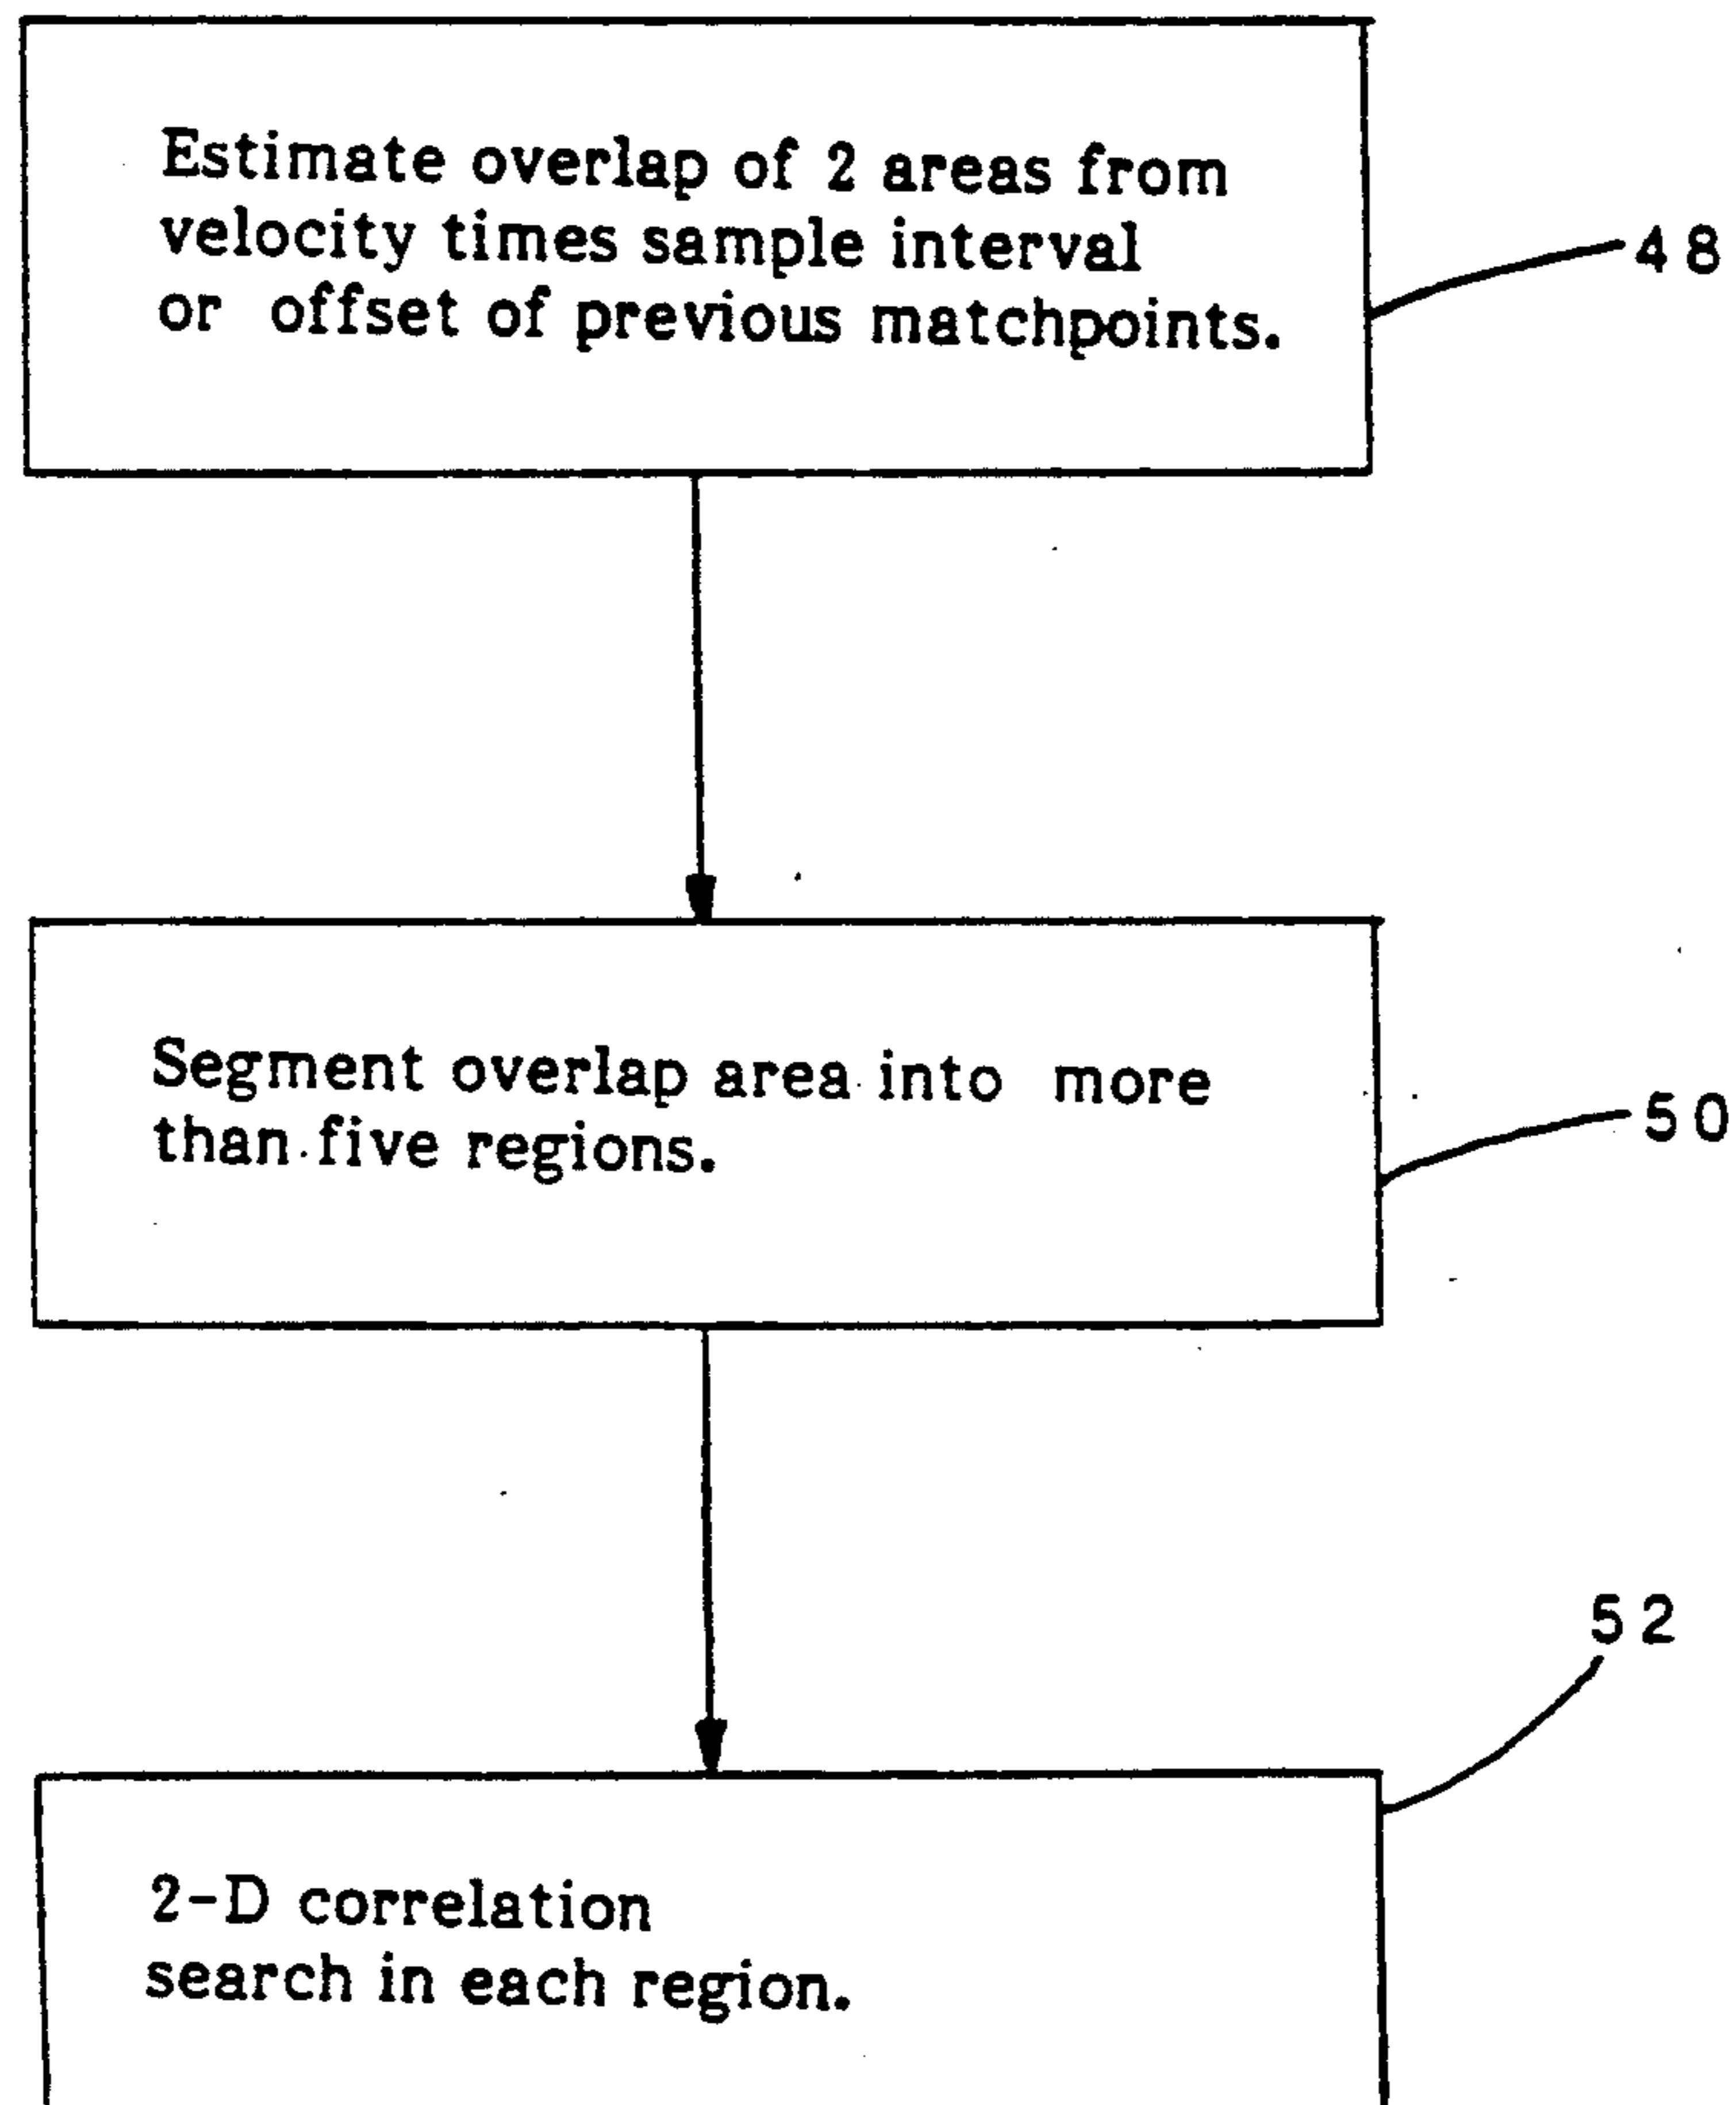 Estimate overlap of 2 areas from
velocity times sample interval
or offset of previous matchpoints.
48
Segment overlap area into more
than five regions.
50
52
2-D correlation
search in each region.